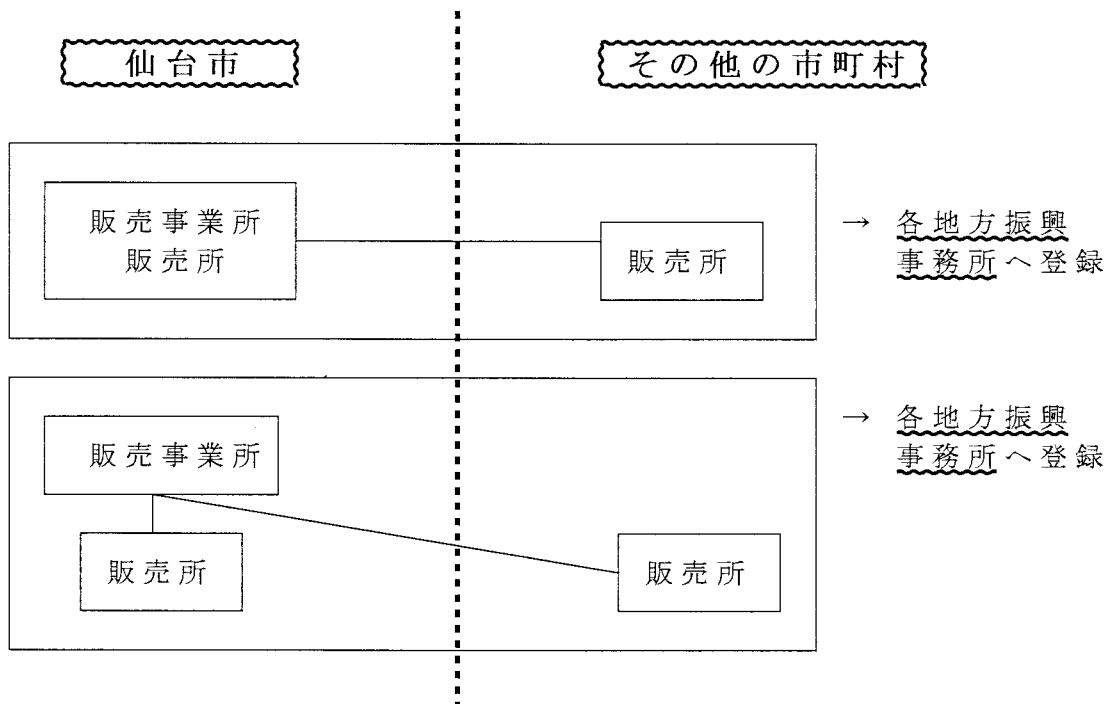 仙台市
その他の市町村
販売事業所
販売所
販売所
→ 各地方振興
事務所へ登録
販売事業所
販売所
販売所
→ 各地方振興
事務所へ登録